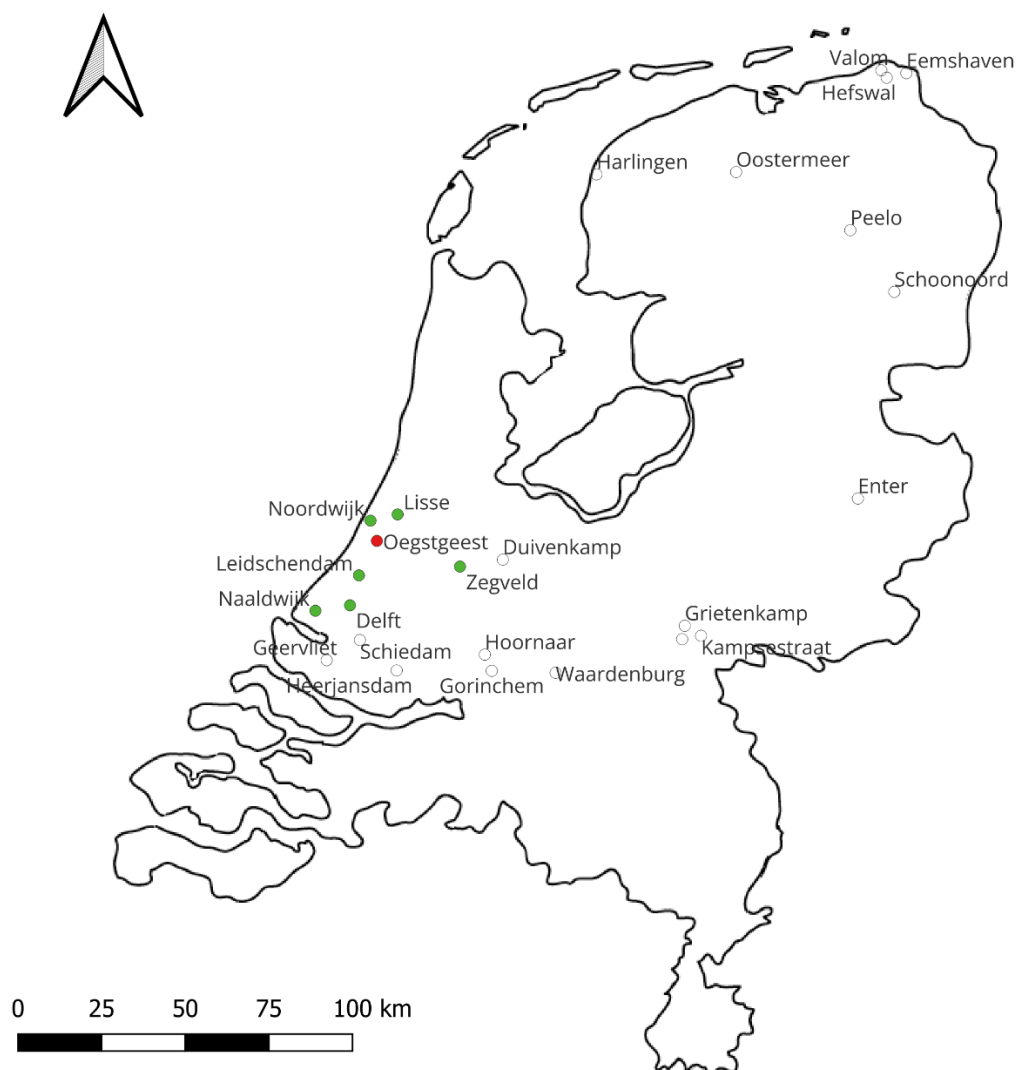 Valom
Eemshaven
Hefswal
Harlingen
Oostermeer
Peelo
Schoonoord
Enter
Noordwijk
Lisse
Oegstgeest
Duivenkamp
Leidschendam
Zegveld
Naaldwijk
Delft
Grietenkamp
Geervliet
Schiedam
Hoornaar
Kampsestraat
Heerjansdam
Gorinchem
Waardenburg
0 25 50 75 100 km